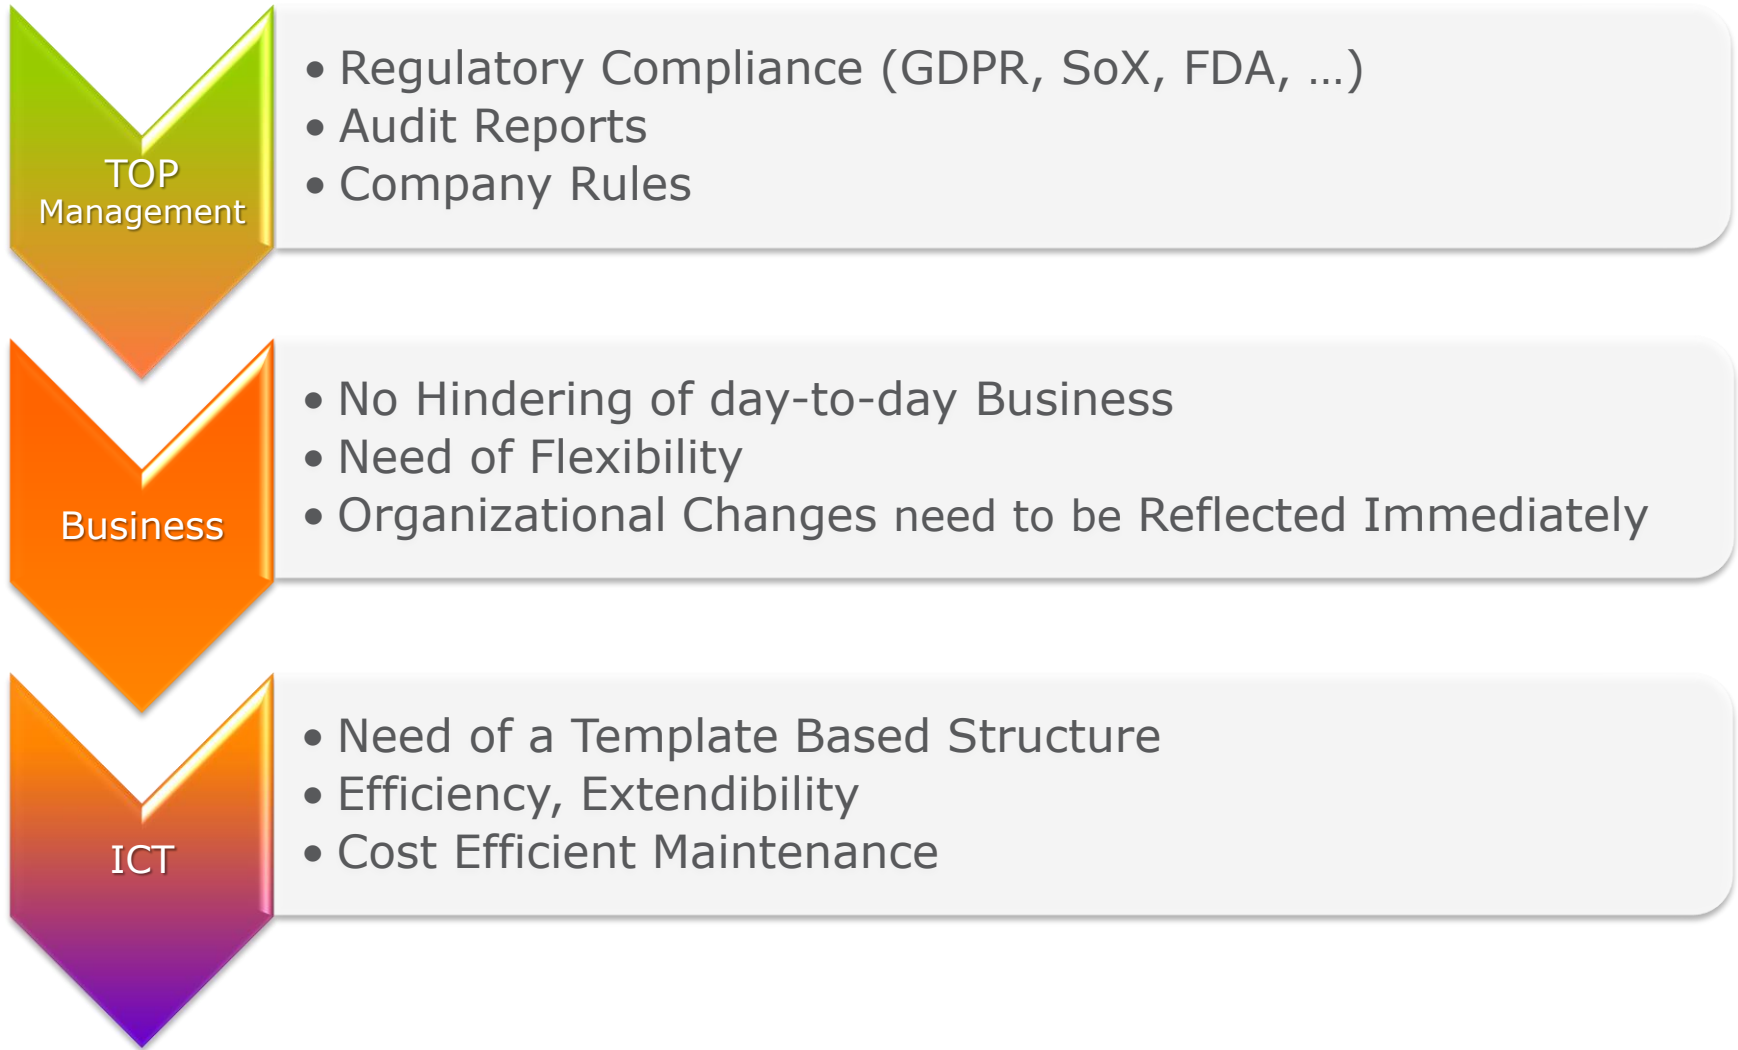 TOP
Management
• Regulatory Compliance (GDPR, SoX, FDA, …)
• Audit Reports
• Company Rules
Business
• No Hindering of day-to-day Business
• Need of Flexibility
• Organizational Changes need to be Reflected Immediately
ICT
• Need of a Template Based Structure
• Efficiency, Extendibility
• Cost Efficient Maintenance